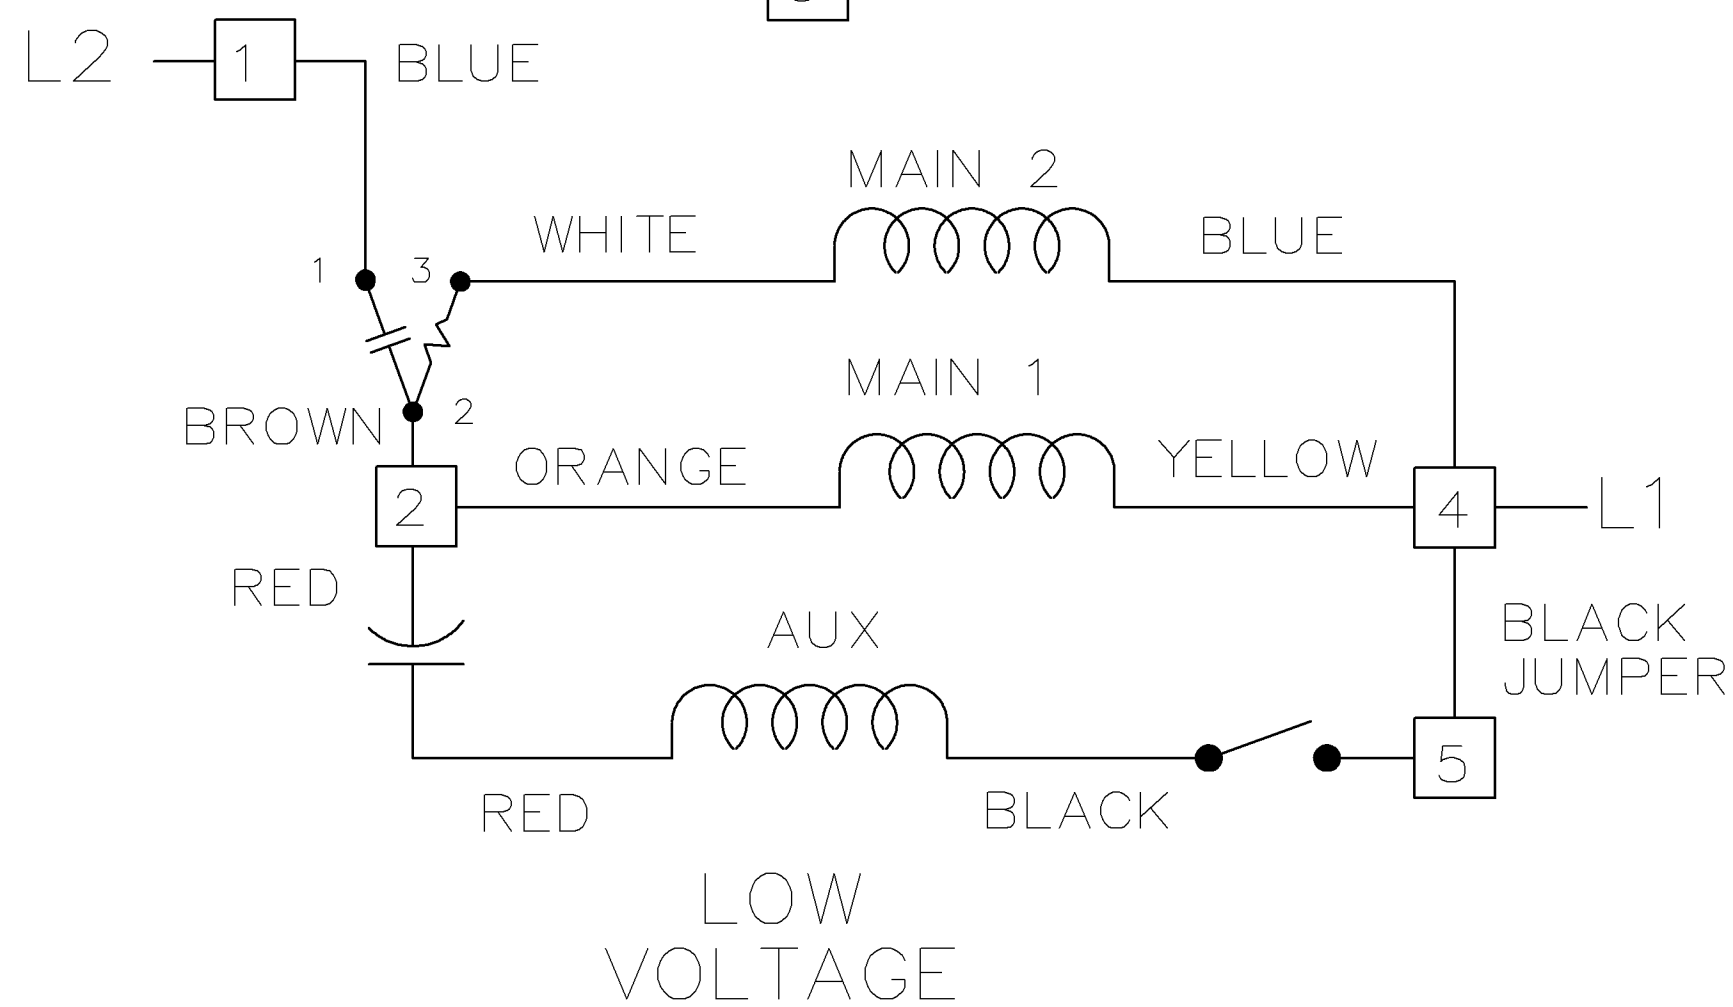 L2
1
BLUE
MAIN 2
WHITE
BLUE
1
3
MAIN 1
BROWN
2
ORANGE
YELLOW
2
4
L1
RED
AUX
BLACK
JUMPER
5
RED
BLACK
LOW
VOLTAGE